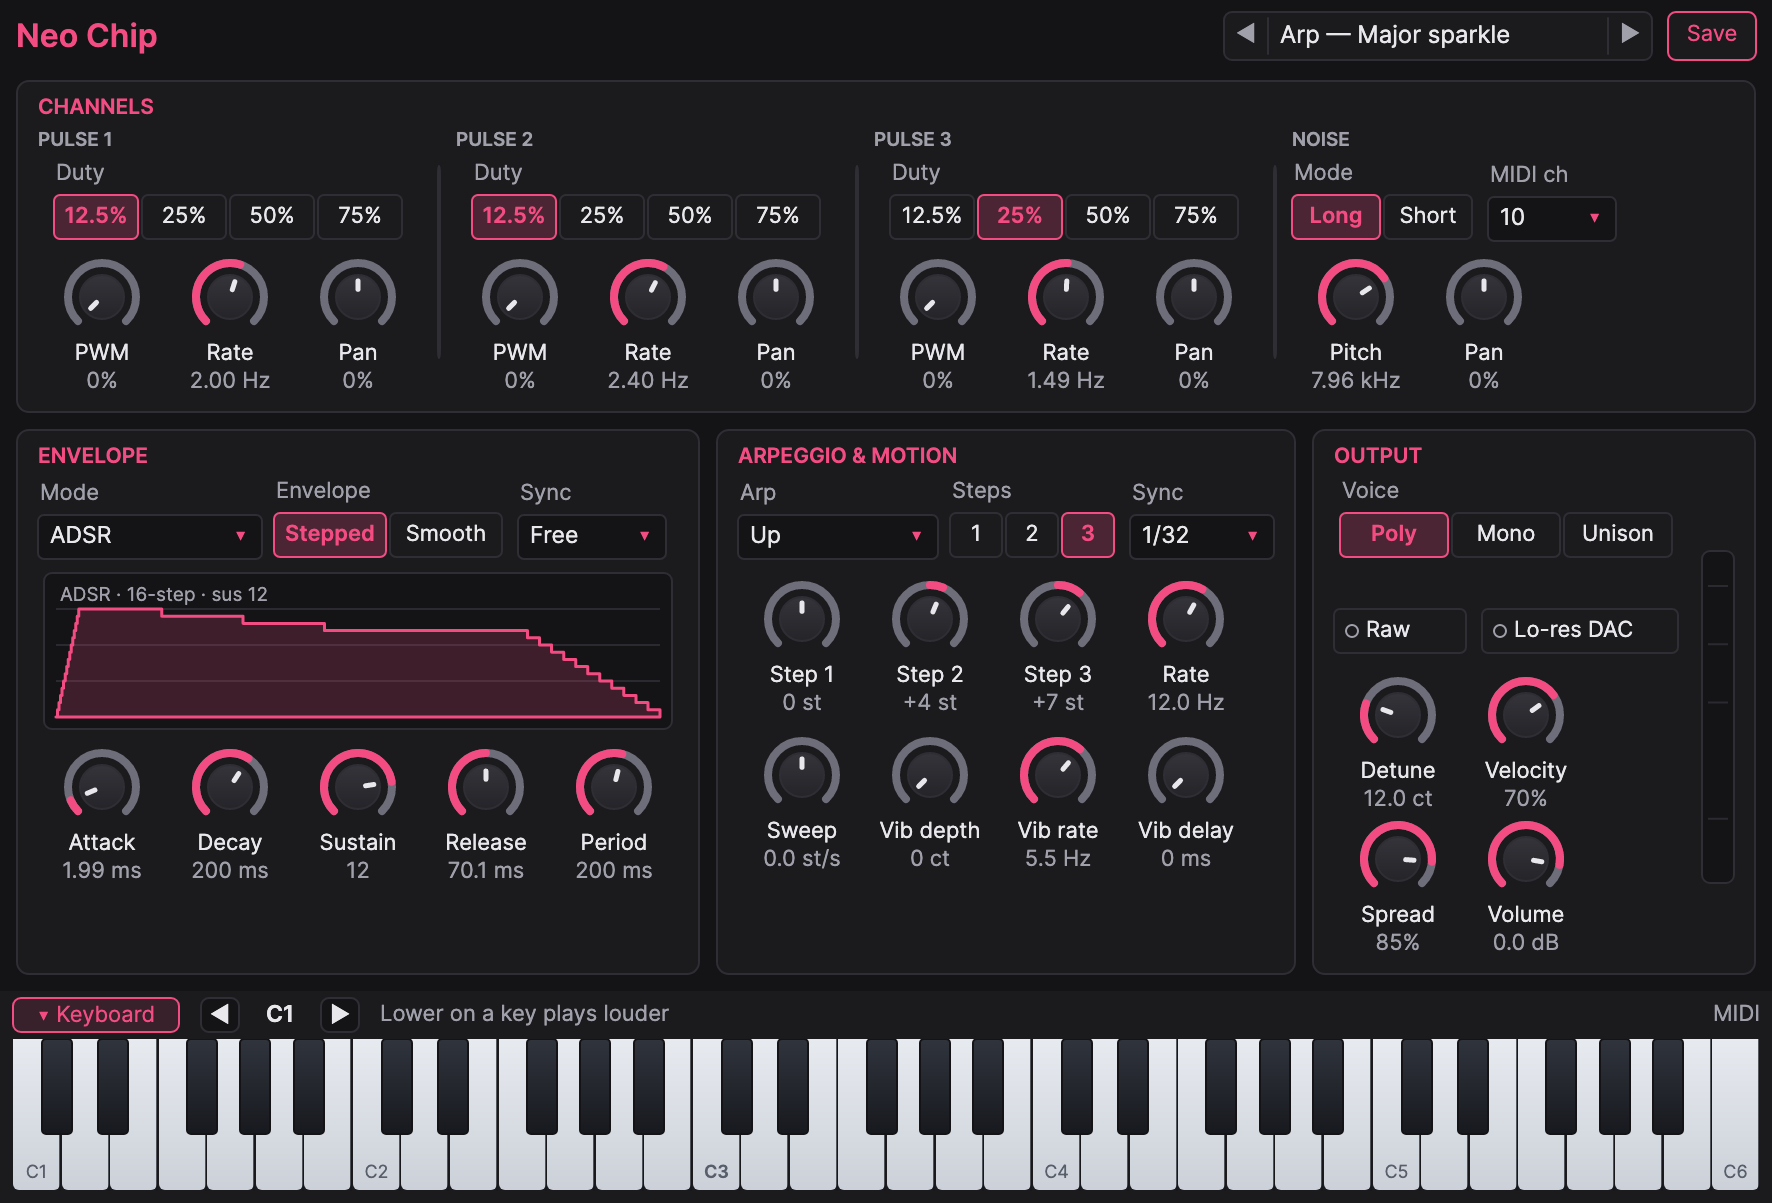 Neo Chip
Arp — Major sparkle
Save
CHANNELS
PULSE 1
Duty
12.5% 25% 50% 75%
PWM Rate Pan
0% 2.00 Hz 0%
PULSE 2
Duty
12.5% 25% 50% 75%
PWM Rate Pan
0% 2.40 Hz 0%
PULSE 3
Duty
12.5% 25% 50% 75%
PWM Rate Pan
0% 1.49 Hz 0%
NOISE
Mode MIDI ch
Long Short 10
Pitch Pan
7.96 kHz 0%
ENVELOPE
Mode Envelope Sync
ADSR Stepped Smooth Free
ADSR · 16-step · sus 12
Attack Decay Sustain Release Period
1.99 ms 200 ms 12 70.1 ms 200 ms
ARPEGGIO & MOTION
Arp Steps Sync
Up 1 2 3 1/32
Step 1 Step 2 Step 3 Rate
0 st +4 st +7 st 12.0 Hz
Sweep Vib depth Vib rate Vib delay
0.0 st/s 0 ct 5.5 Hz 0 ms
OUTPUT
Voice
Poly Mono Unison
Raw Lo-res DAC
Detune Velocity
12.0 ct 70%
Spread Volume
85% 0.0 dB
Keyboard C1 Lower on a key plays louder MIDI
C1 C2 C3 C4 C5 C6